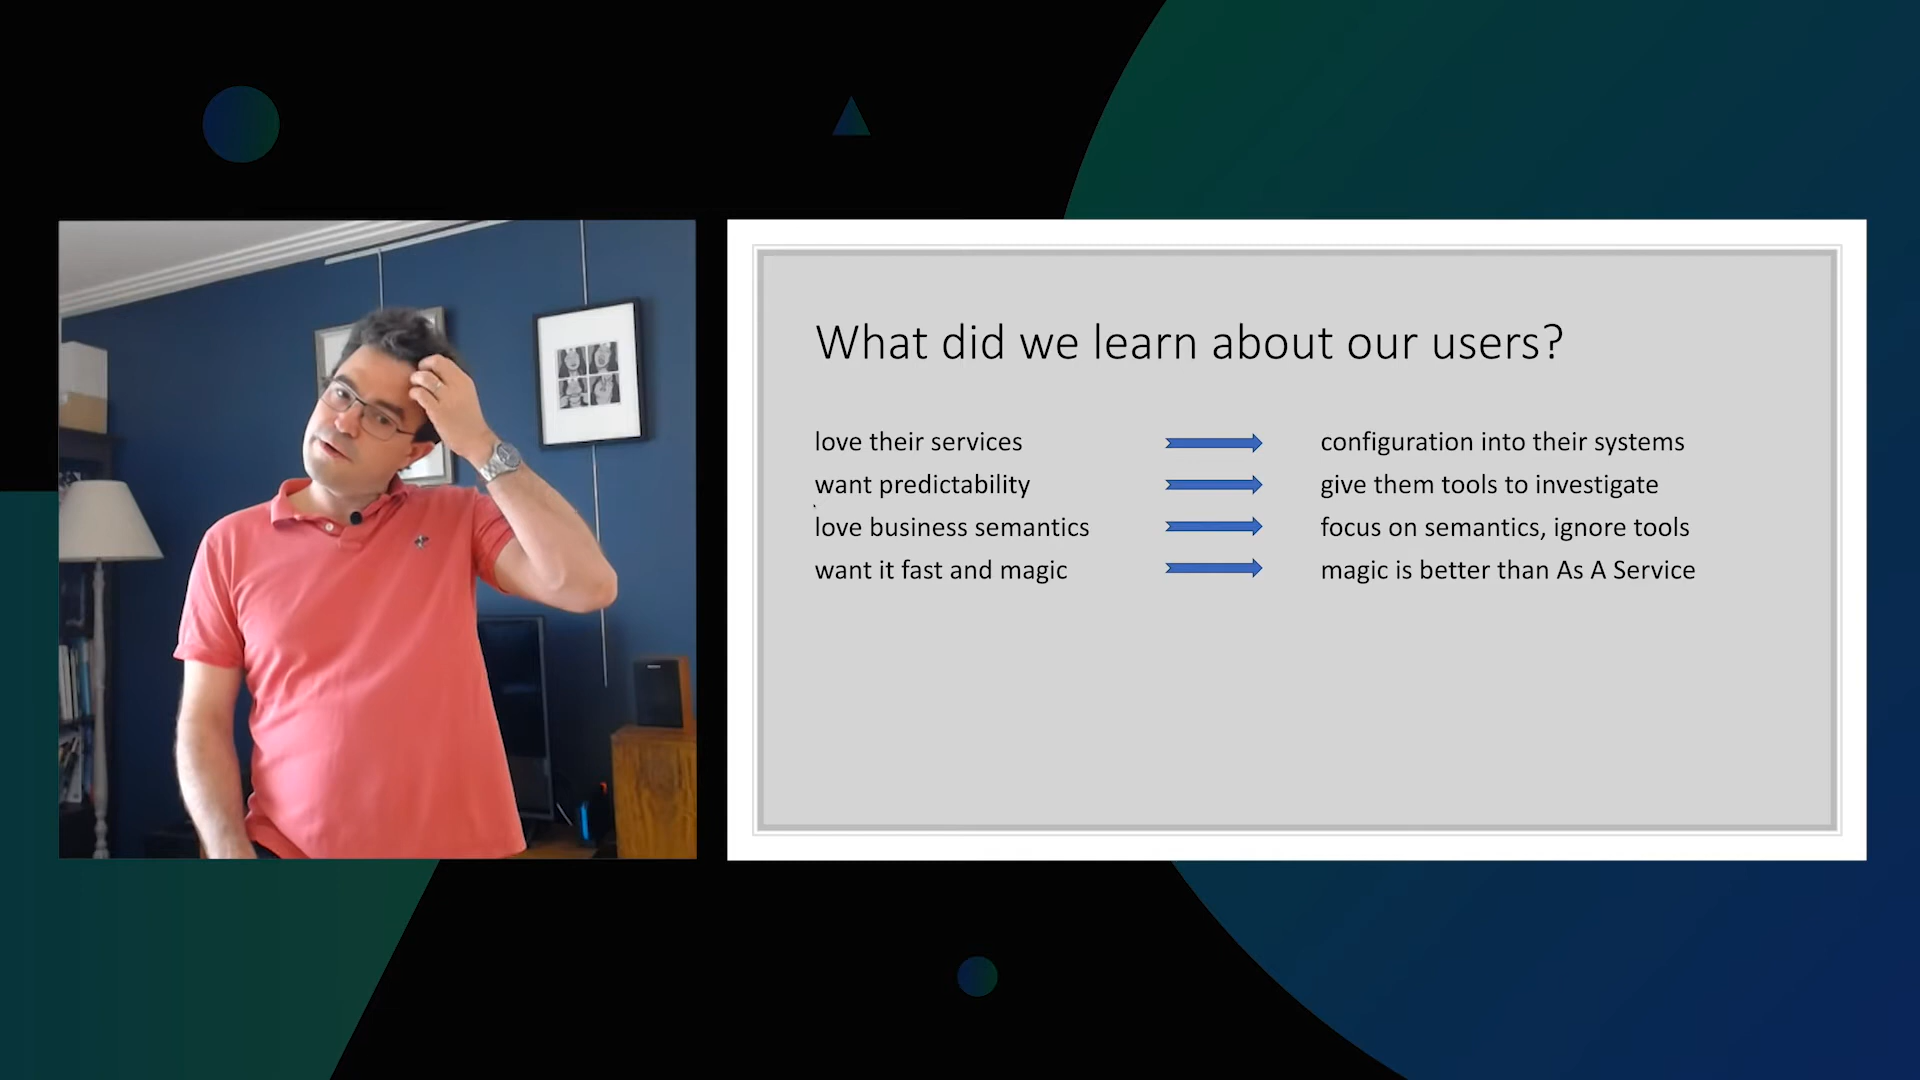 What did we learn about our users?
love their services configuration into their systems
want predictability give them tools to investigate
love business semantics focus on semantics, ignore tools
want it fast and magic magic is better than As A Service